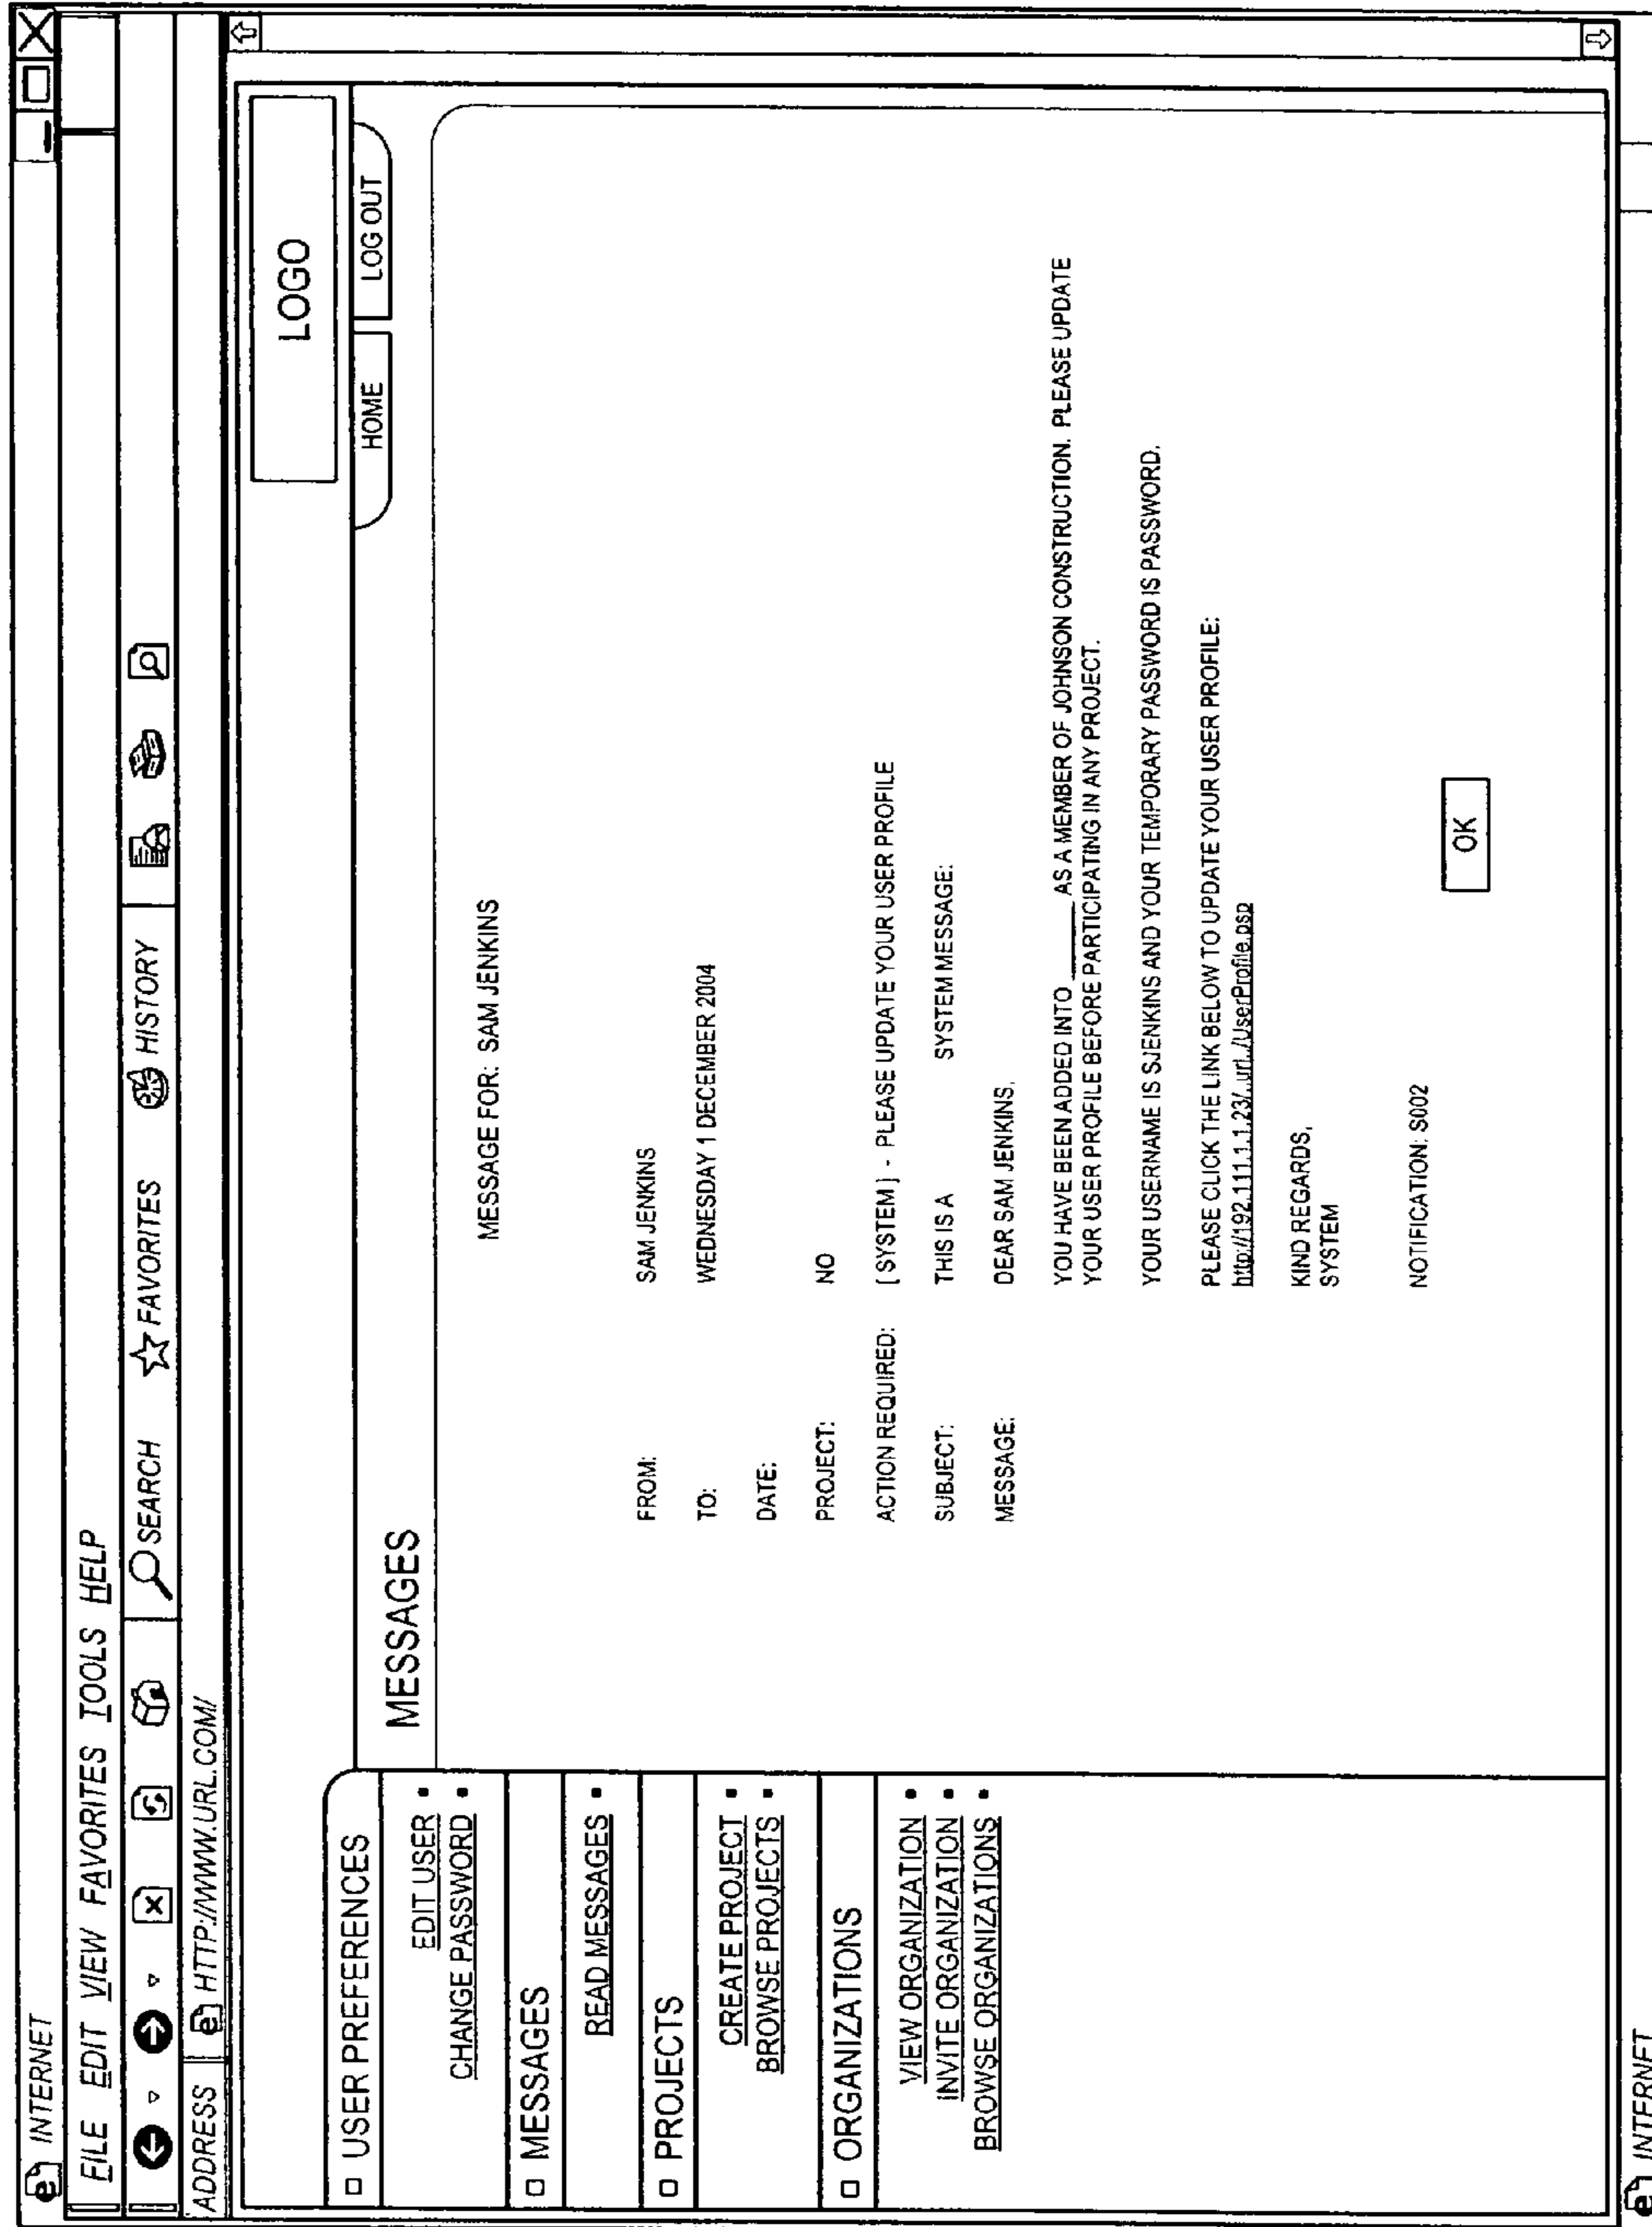 INTERNET
FILE EDIT VIEW FAVORITES TOOLS HELP
SEARCH FAVORITES HISTORY
ADDRESS HTTP://WWW.URL.COM/
LOGO
HOME LOG OUT
USER PREFERENCES
EDIT USER
CHANGE PASSWORD
MESSAGES
READ MESSAGES
PROJECTS
CREATE PROJECT
BROWSE PROJECTS
ORGANIZATIONS
VIEW ORGANIZATION
INVITE ORGANIZATION
BROWSE ORGANIZATIONS
MESSAGES
MESSAGE FOR: SAM JENKINS
FROM: SAM JENKINS
TO: WEDNESDAY 1 DECEMBER 2004
DATE:
PROJECT: NO
ACTION REQUIRED: [SYSTEM] - PLEASE UPDATE YOUR USER PROFILE
SUBJECT: THIS IS A SYSTEM MESSAGE:
MESSAGE: DEAR SAM JENKINS,
YOU HAVE BEEN ADDED INTO ______ AS A MEMBER OF JOHNSON CONSTRUCTION. PLEASE UPDATE
YOUR USER PROFILE BEFORE PARTICIPATING IN ANY PROJECT.
YOUR USERNAME IS SJENKINS AND YOUR TEMPORARY PASSWORD IS PASSWORD.
PLEASE CLICK THE LINK BELOW TO UPDATE YOUR USER PROFILE:
http://192.111.1.23/..url../UserProfile.psp
KIND REGARDS,
SYSTEM
NOTIFICATION: S002
OK
INTERNET